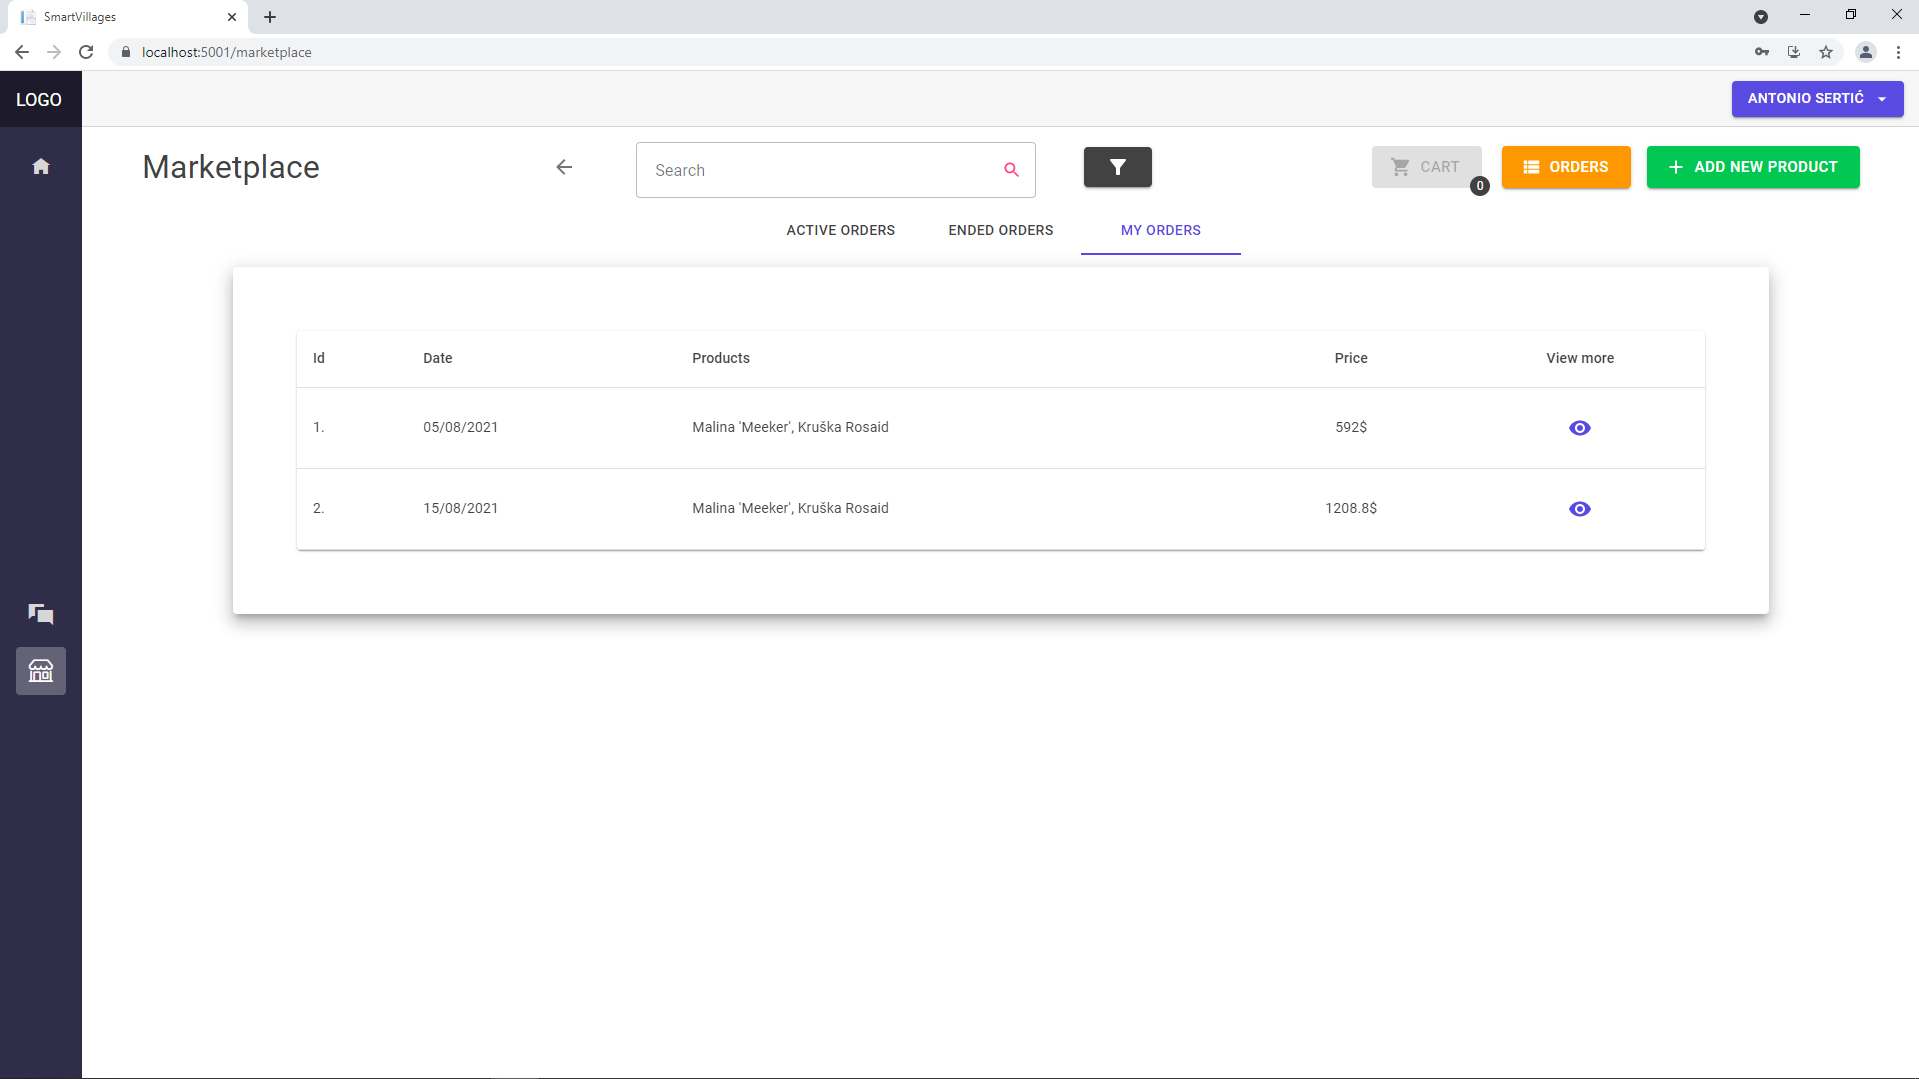 SmartVillages
localhost:5001/marketplace
LOGO
ANTONIO SERTIĆ
Marketplace
Search
CART
0
ORDERS
ADD NEW PRODUCT
ACTIVE ORDERS
ENDED ORDERS
MY ORDERS
Id Date Products Price View more
1. 05/08/2021 Malina 'Meeker', Kruška Rosaid 592$
2. 15/08/2021 Malina 'Meeker', Kruška Rosaid 1208.8$